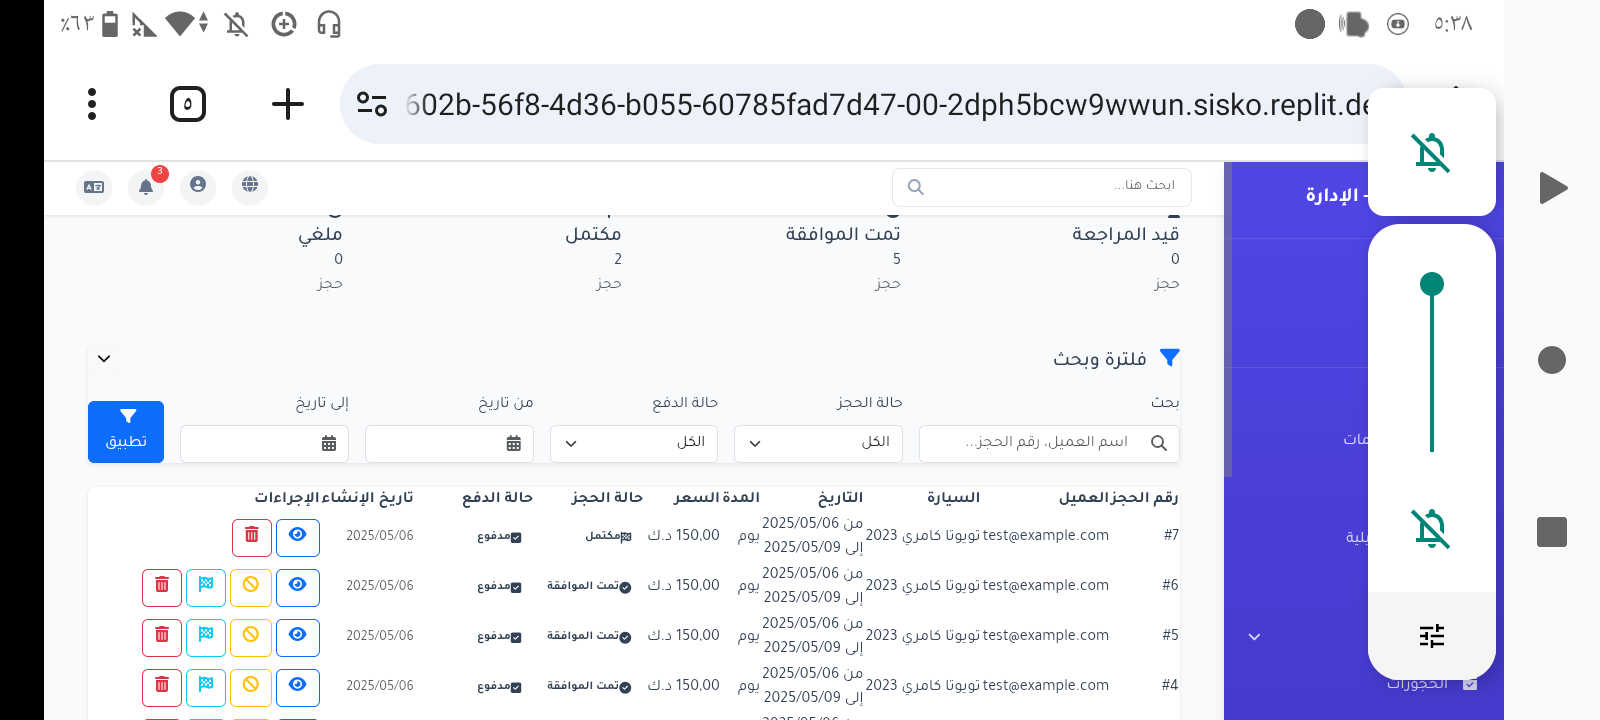 ٥:٣٨
٪٦٣
٥
602b-56f8-4d36-b055-60785fad7d47-00-2dph5bcw9wwun.sisko.replit.de
- الإدارة
ابحث هنا...
3
قيد المراجعة
تمت الموافقة
مكتمل
ملغي
0
5
2
0
حجز
حجز
حجز
حجز
فلترة وبحث
بحث
حالة الحجز
حالة الدفع
من تاريخ
إلى تاريخ
اسم العميل، رقم الحجز...
الكل
الكل
تطبيق
رقم الحجز العميل السيارة التاريخ المدة السعر حالة الحجز حالة الدفع تاريخ الإنشاء الإجراءات
#7 test@example.com تويوتا كامري 2023 من 2025/05/06 إلى 2025/05/09 يوم 150,00 د.ك مكتمل مدفوع 2025/05/06
#6 test@example.com تويوتا كامري 2023 من 2025/05/06 إلى 2025/05/09 يوم 150,00 د.ك تمت الموافقة مدفوع 2025/05/06
#5 test@example.com تويوتا كامري 2023 من 2025/05/06 إلى 2025/05/09 يوم 150,00 د.ك تمت الموافقة مدفوع 2025/05/06
#4 test@example.com تويوتا كامري 2023 من 2025/05/06 إلى 2025/05/09 يوم 150,00 د.ك تمت الموافقة مدفوع 2025/05/06
من 2025/05/06
الحجوزات